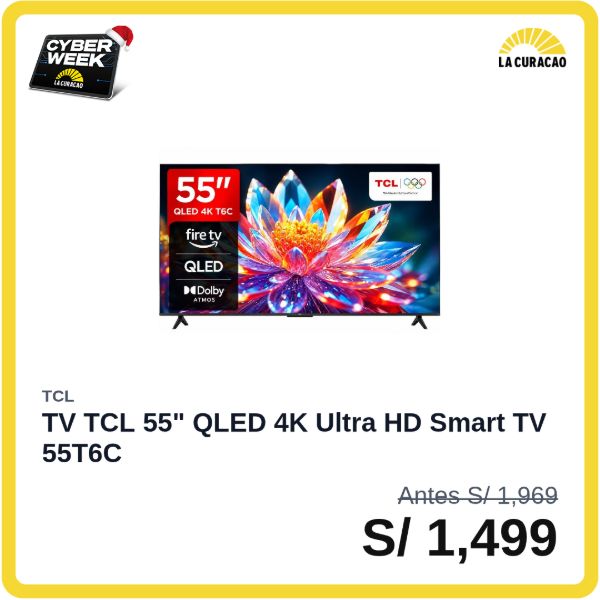 CYBER
WEEK
LA CURACAO
LA CURACAO
55"
QLED 4K T6C
TCL
fire tv
QLED
Dolby
ATMOS
TCL
TV TCL 55" QLED 4K Ultra HD Smart TV
55T6C
Antes S/ 1,969
S/ 1,499